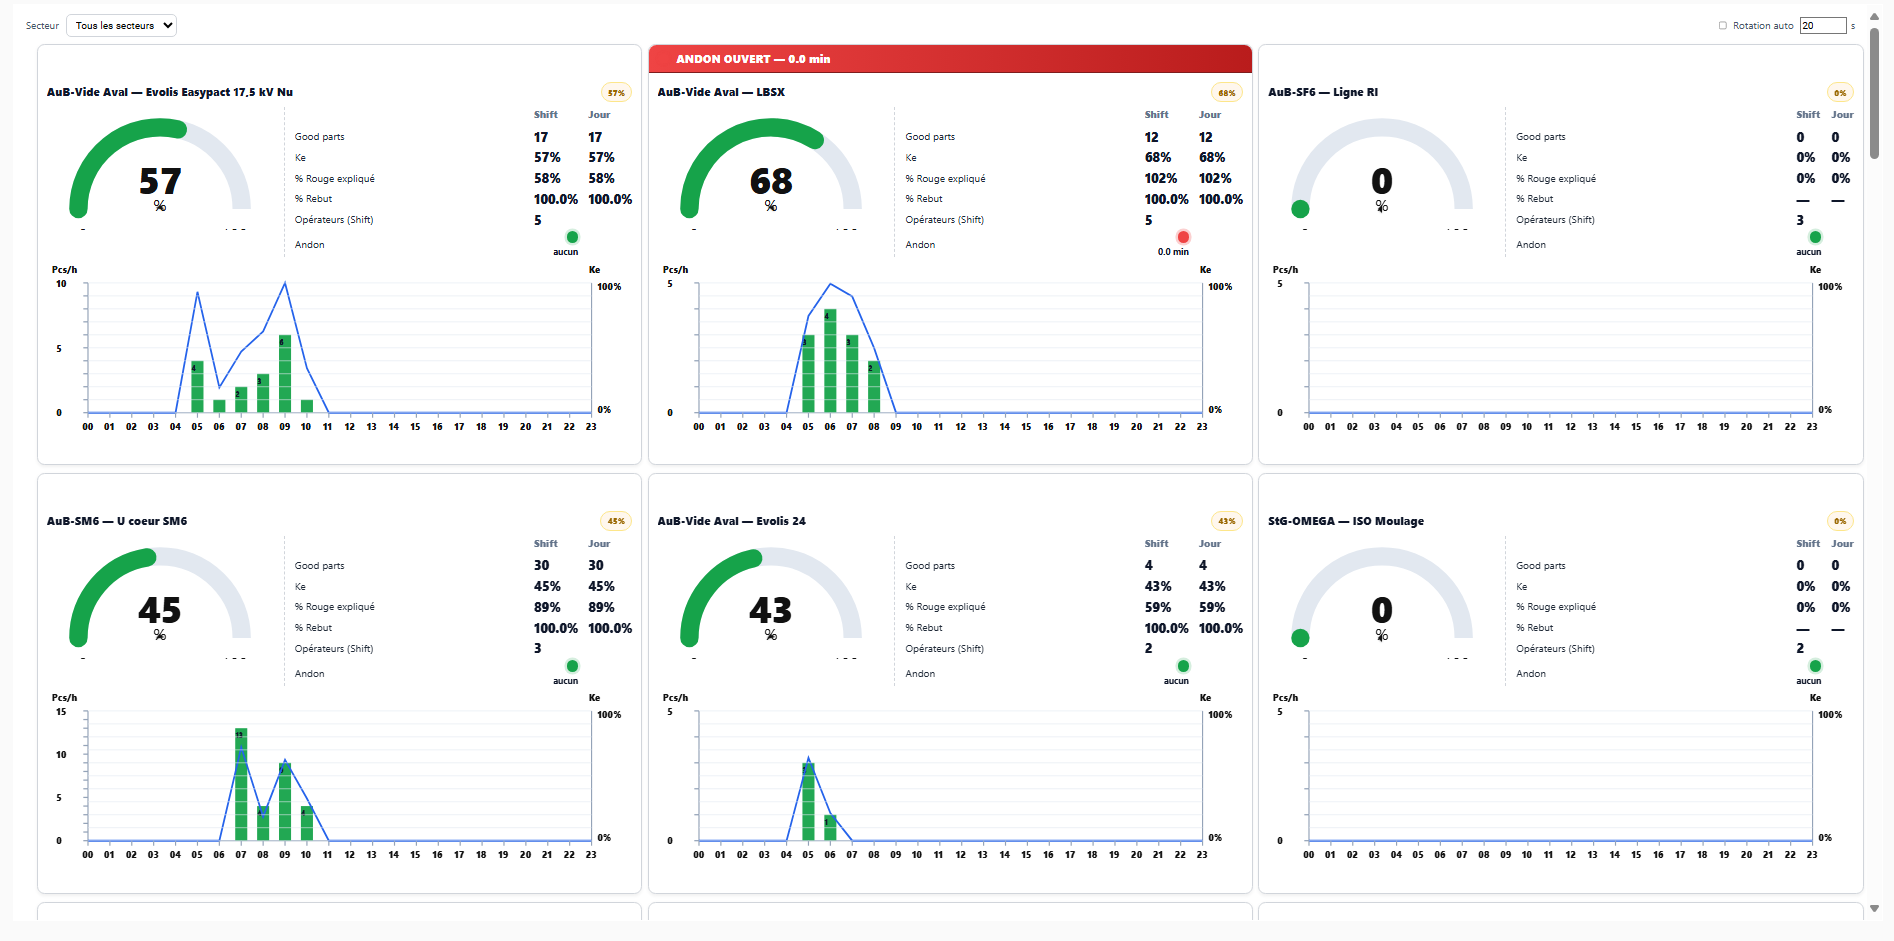 Secteur Tous les secteurs Rotation auto 20 s
ANDON OUVERT — 0.0 min
AuB-Vide Aval — Evolis Easypact 17,5 kV Nu 57%
Shift Jour
Good parts 17 17
Ke 57% 57%
% Rouge expliqué 58% 58%
% Rebut 100.0% 100.0%
Opérateurs (Shift) 5
Andon aucun
57
%
Pcs/h Ke
10 100%
5
0 0%
00 01 02 03 04 05 06 07 08 09 10 11 12 13 14 15 16 17 18 19 20 21 22 23
4 2 3 6
AuB-Vide Aval — LBSX 68%
Shift Jour
Good parts 12 12
Ke 68% 68%
% Rouge expliqué 102% 102%
% Rebut 100.0% 100.0%
Opérateurs (Shift) 5
Andon 0.0 min
68
%
Pcs/h Ke
5 100%
0 0%
00 01 02 03 04 05 06 07 08 09 10 11 12 13 14 15 16 17 18 19 20 21 22 23
3 4 3 2
AuB-SF6 — Ligne RI 0%
Shift Jour
Good parts 0 0
Ke 0% 0%
% Rouge expliqué 0% 0%
% Rebut — —
Opérateurs (Shift) 3
Andon aucun
0
%
Pcs/h Ke
5 100%
0 0%
00 01 02 03 04 05 06 07 08 09 10 11 12 13 14 15 16 17 18 19 20 21 22 23
AuB-SM6 — U coeur SM6 45%
Shift Jour
Good parts 30 30
Ke 45% 45%
% Rouge expliqué 89% 89%
% Rebut 100.0% 100.0%
Opérateurs (Shift) 3
Andon aucun
45
%
Pcs/h Ke
15 100%
10
5
0 0%
00 01 02 03 04 05 06 07 08 09 10 11 12 13 14 15 16 17 18 19 20 21 22 23
13 4 9 4
AuB-Vide Aval — Evolis 24 43%
Shift Jour
Good parts 4 4
Ke 43% 43%
% Rouge expliqué 59% 59%
% Rebut 100.0% 100.0%
Opérateurs (Shift) 2
Andon aucun
43
%
Pcs/h Ke
5 100%
0 0%
00 01 02 03 04 05 06 07 08 09 10 11 12 13 14 15 16 17 18 19 20 21 22 23
3 1
StG-OMEGA — ISO Moulage 0%
Shift Jour
Good parts 0 0
Ke 0% 0%
% Rouge expliqué 0% 0%
% Rebut — —
Opérateurs (Shift) 2
Andon aucun
0
%
Pcs/h Ke
5 100%
0 0%
00 01 02 03 04 05 06 07 08 09 10 11 12 13 14 15 16 17 18 19 20 21 22 23